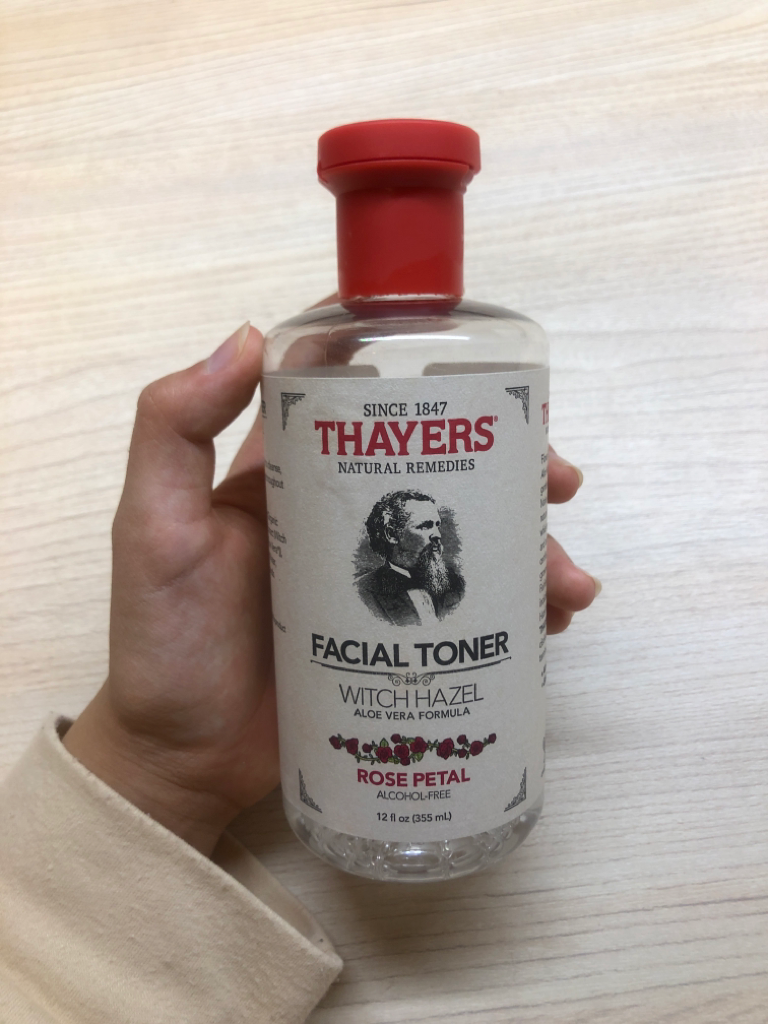 SINCE 1847
THAYERS®
NATURAL REMEDIES
FACIAL TONER
WITCH HAZEL
ALOE VERA FORMULA
ROSE PETAL
ALCOHOL-FREE
12 fl oz (355 mL)